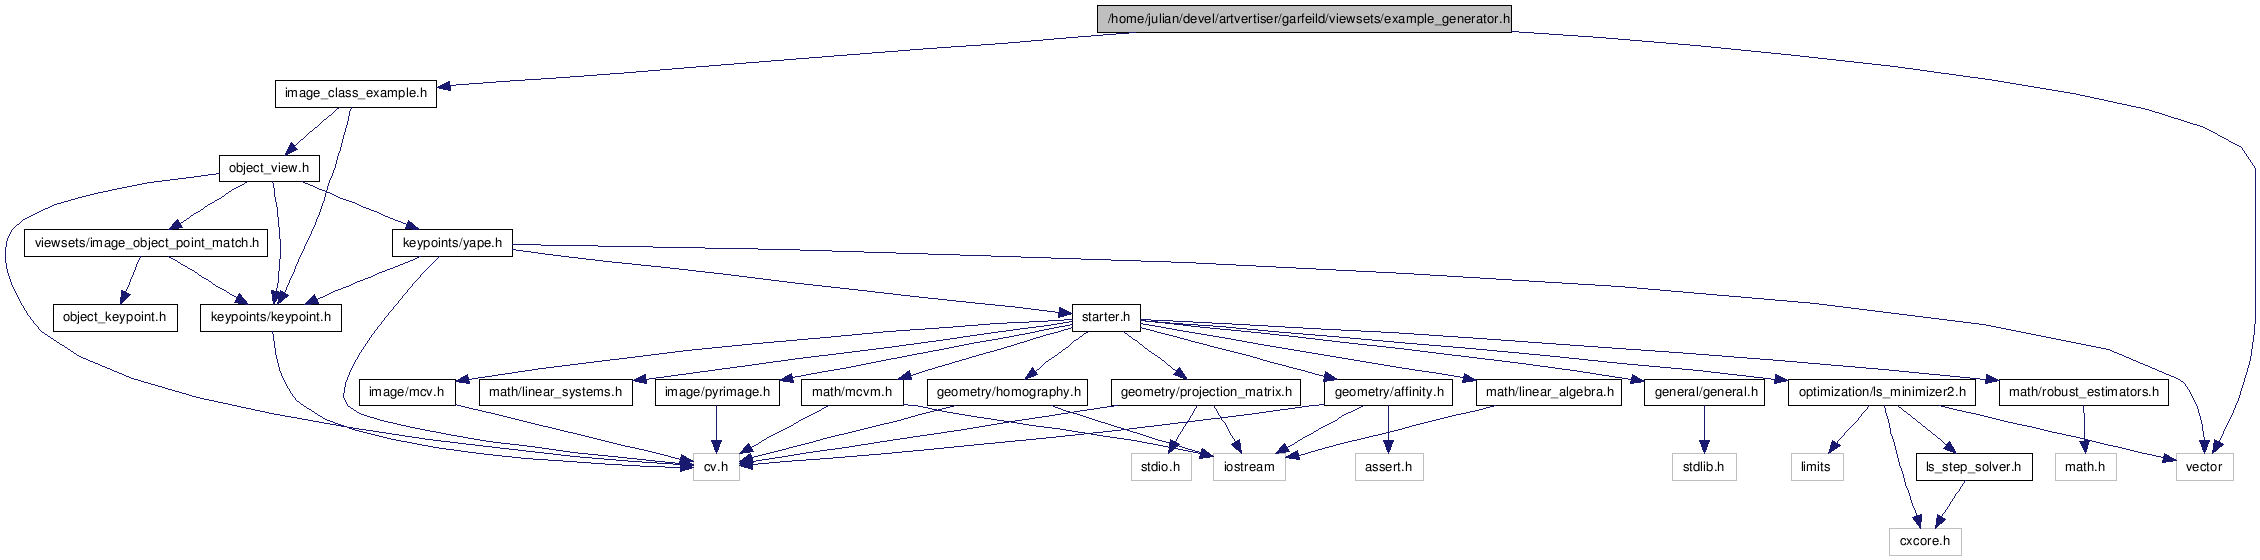 /home/julian/devel/artvertiser/garfeild/viewsets/example_generator.h
image_class_example.h
object_view.h
viewsets/image_object_point_match.h
keypoints/yape.h
object_keypoint.h
keypoints/keypoint.h
starter.h
image/mcv.h
math/linear_systems.h
image/pyrimage.h
math/mcvm.h
geometry/homography.h
geometry/projection_matrix.h
geometry/affinity.h
math/linear_algebra.h
general/general.h
optimization/ls_minimizer2.h
math/robust_estimators.h
cv.h
stdio.h
iostream
assert.h
stdlib.h
limits
ls_step_solver.h
math.h
vector
cxcore.h